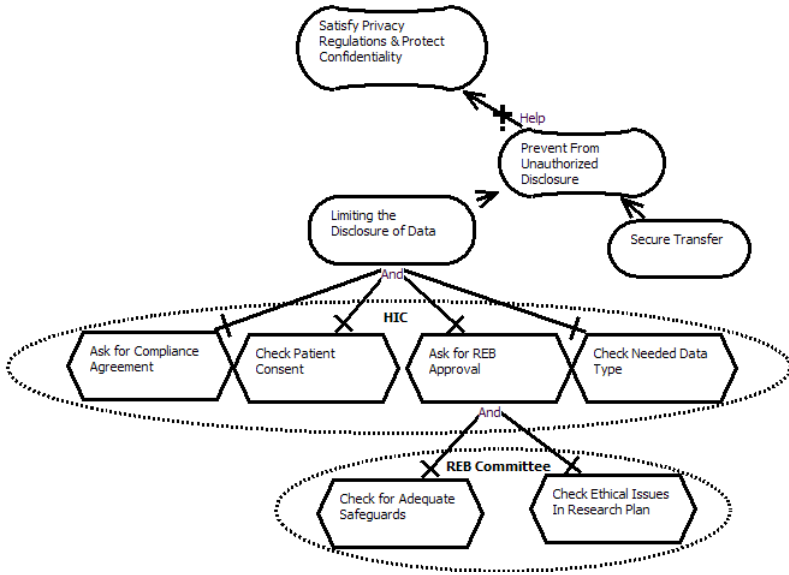 Satisfy Privacy
Regulations & Protect
Confidentiality
Help
Prevent From
Unauthorized
Disclosure
Limiting the
Disclosure of Data
Secure Transfer
And
HIC
Ask for Compliance
Agreement
Check Patient
Consent
Ask for REB
Approval
Check Needed Data
Type
And
REB Committee
Check for Adequate
Safeguards
Check Ethical Issues
In Research Plan